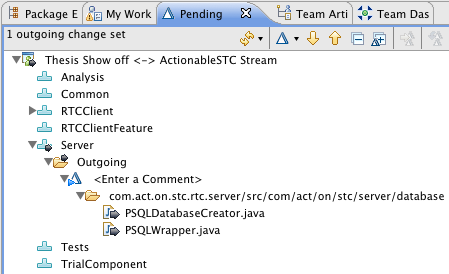 Package E
My Work
Pending
Team Arti
Team Das
1 outgoing change set
Thesis Show off <-> ActionableSTC Stream
Analysis
Common
RTCClient
RTCClientFeature
Server
Outgoing
<Enter a Comment>
com.act.on.stc.rtc.server/src/com/act/on/stc/server/database
PSQLDatabaseCreator.java
PSQLWrapper.java
Tests
TrialComponent